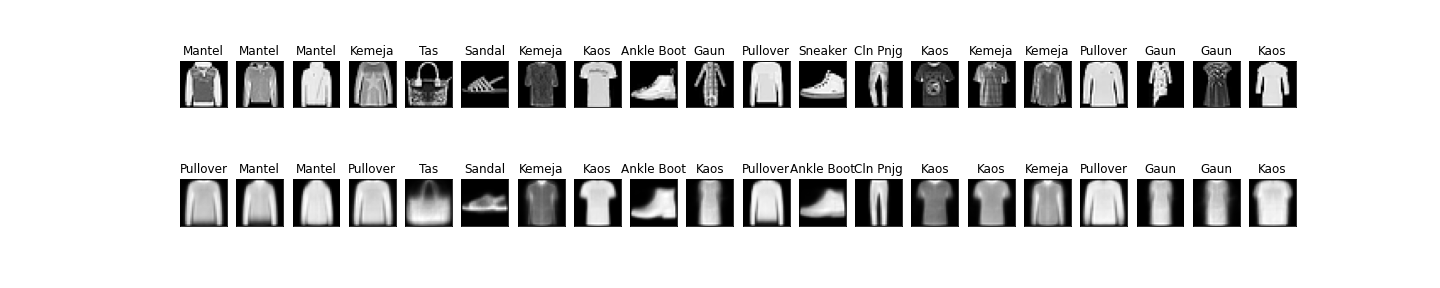 Mantel Mantel Mantel Kemeja Tas Sandal Kemeja Kaos Ankle Boot Gaun Pullover Sneaker Cln Pnjg Kaos Kemeja Kemeja Pullover Gaun Gaun Kaos
Pullover Mantel Mantel Pullover Tas Sandal Kemeja Kaos Ankle Boot Kaos Pullover Ankle Boot Cln Pnjg Kaos Kaos Kemeja Pullover Gaun Gaun Kaos